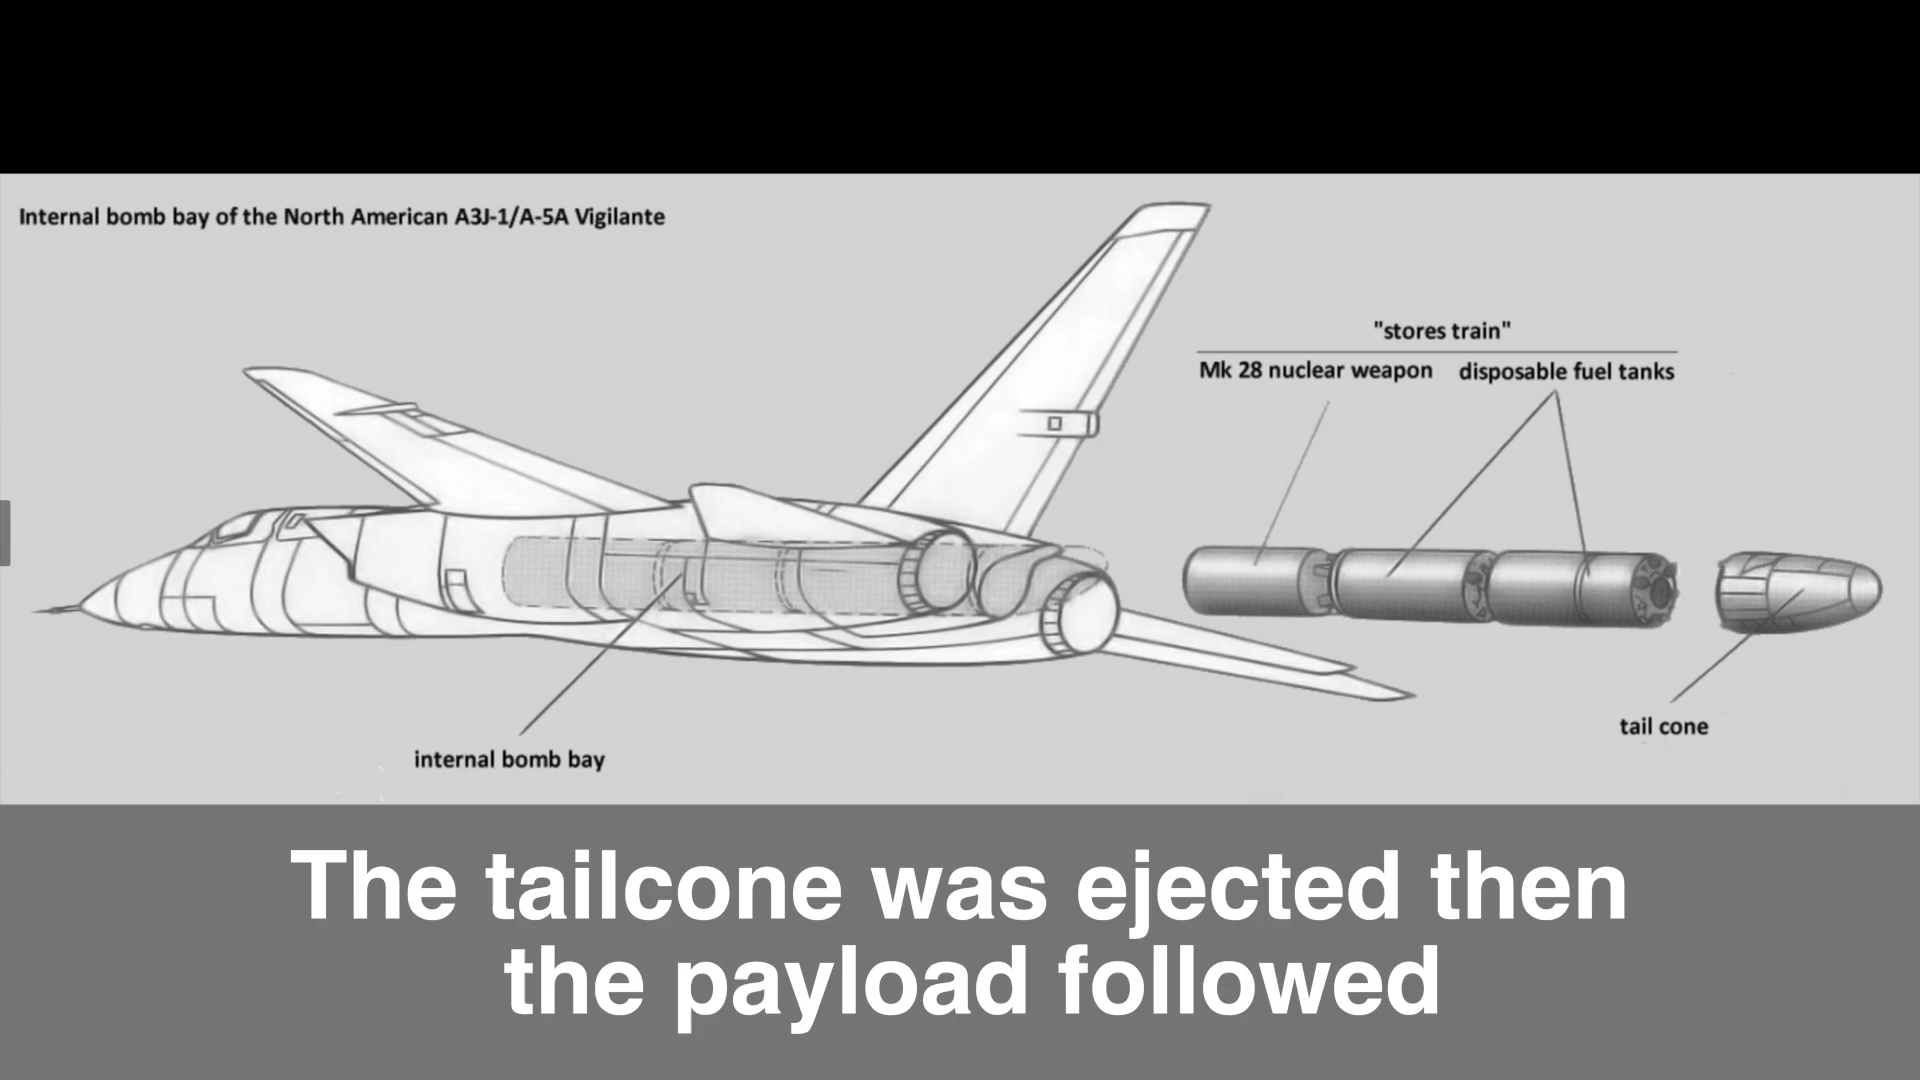 Internal bomb bay of the North American A3J-1/A-5A Vigilante
"stores train"
Mk 28 nuclear weapon disposable fuel tanks
tail cone
internal bomb bay
The tailcone was ejected then
the payload followed